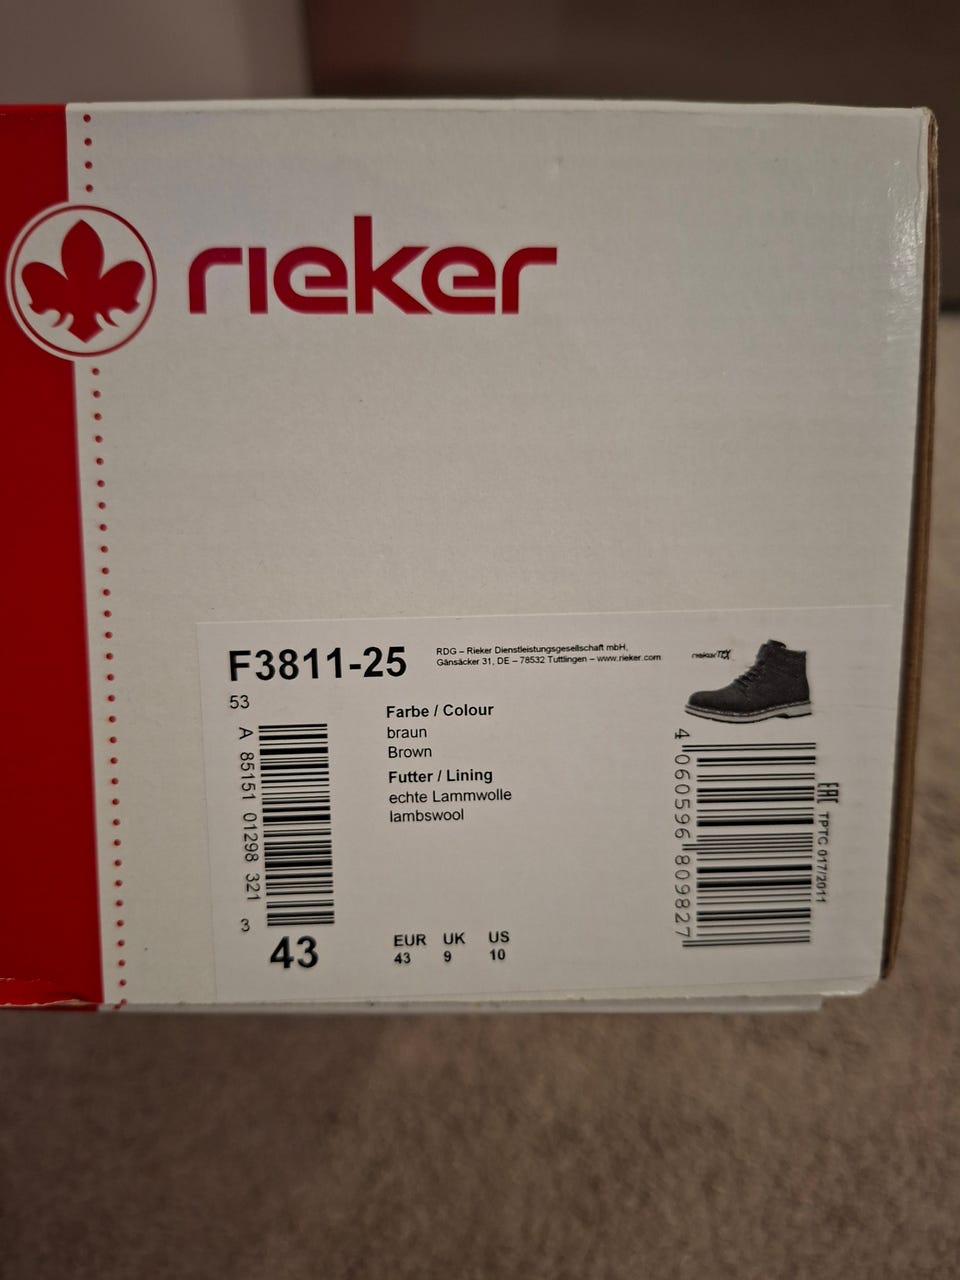 rieker
F3811-25
RDG – Rieker Dienstleistungsgesellschaft mbH,
Gänsäcker 31, DE – 78532 Tuttlingen – www.rieker.com
riekerTEX
53
Farbe / Colour
braun
Brown
Futter / Lining
echte Lammwolle
lambswool
A 85151 01298 321
3
43
EUR UK US
43 9 10
4 060596 809827
EAC TPTC 017/2011